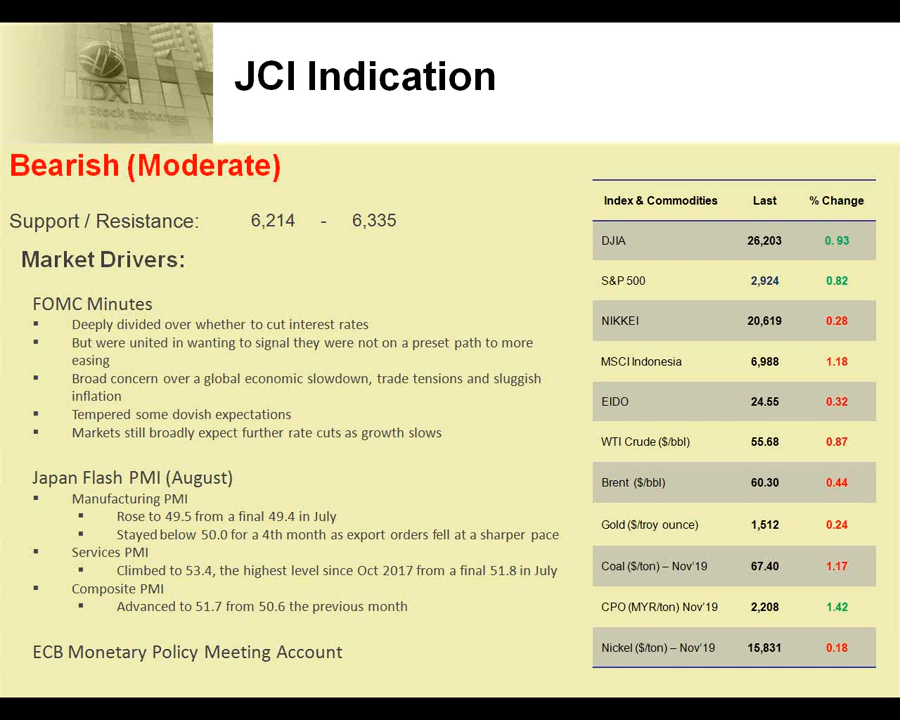 IDX
Stock Exchange
JCI Indication
Bearish (Moderate)
Support / Resistance: 6,214 - 6,335
Market Drivers:
FOMC Minutes
▪ Deeply divided over whether to cut interest rates
▪ But were united in wanting to signal they were not on a preset path to more
easing
▪ Broad concern over a global economic slowdown, trade tensions and sluggish
inflation
▪ Tempered some dovish expectations
▪ Markets still broadly expect further rate cuts as growth slows
Japan Flash PMI (August)
▪ Manufacturing PMI
▪ Rose to 49.5 from a final 49.4 in July
▪ Stayed below 50.0 for a 4th month as export orders fell at a sharper pace
▪ Services PMI
▪ Climbed to 53.4, the highest level since Oct 2017 from a final 51.8 in July
▪ Composite PMI
▪ Advanced to 51.7 from 50.6 the previous month
ECB Monetary Policy Meeting Account
Index & Commodities Last % Change
DJIA 26,203 0. 93
S&P 500 2,924 0.82
NIKKEI 20,619 0.28
MSCI Indonesia 6,988 1.18
EIDO 24.55 0.32
WTI Crude ($/bbl) 55.68 0.87
Brent ($/bbl) 60.30 0.44
Gold ($/troy ounce) 1,512 0.24
Coal ($/ton) – Nov'19 67.40 1.17
CPO (MYR/ton) Nov'19 2,208 1.42
Nickel ($/ton) – Nov'19 15,831 0.18